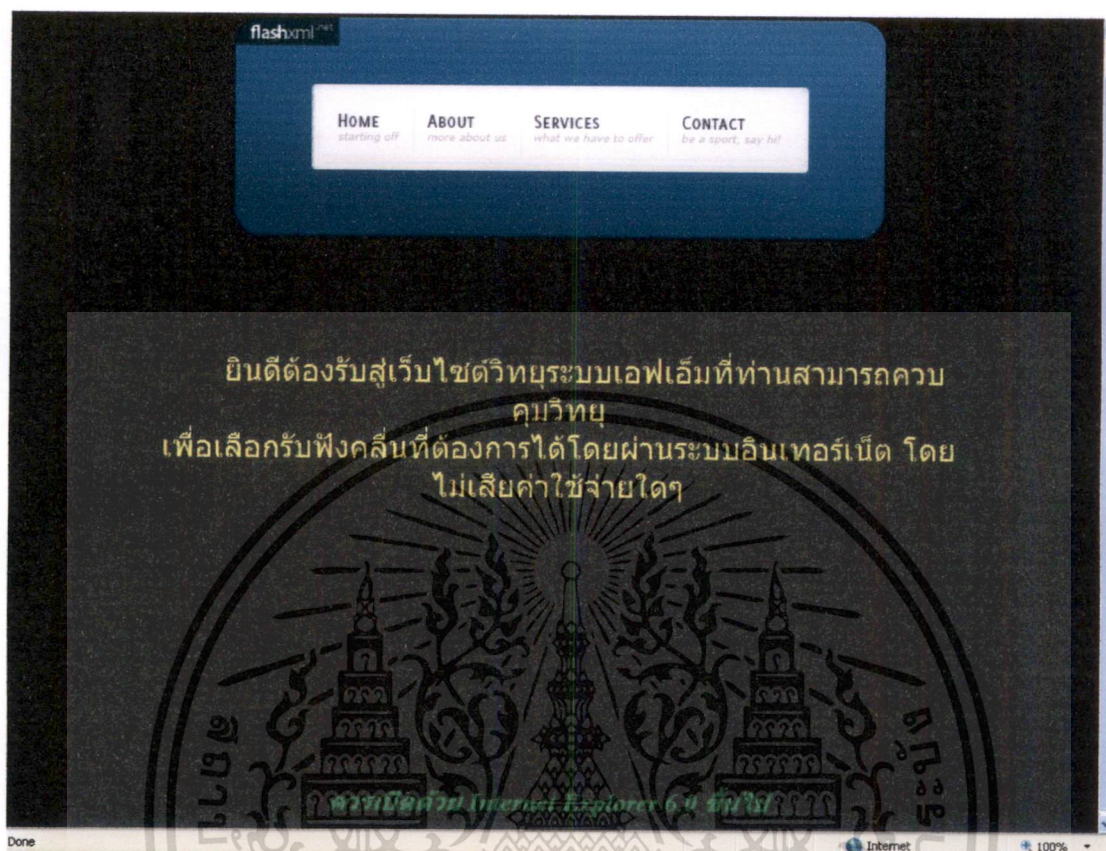 flashxml.net
HOME ABOUT SERVICES CONTACT
starting off more about us what we have to offer be a sport, say hi!
ยินดีต้องรับสู่เว็บไซต์วิทยุระบบเอฟเอ็มที่ท่านสามารถควบ
คุมวิทยุ
เพื่อเลือกรับฟังคลื่นที่ต้องการได้โดยผ่านระบบอินเทอร์เน็ต โดย
ไม่เสียค่าใช้จ่ายใดๆ
ควรเปิดด้วย Internet Explorer 6.0 ขึ้นไป
Done Internet 100%